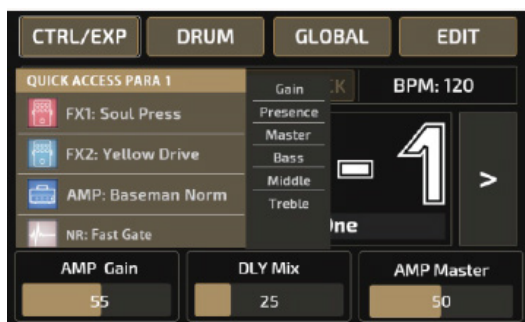 CTRL/EXP
DRUM
GLOBAL
EDIT
QUICK ACCESS PARA 1
FX1: Soul Press
FX2: Yellow Drive
AMP: Baseman Norm
NR: Fast Gate
Gain
Presence
Master
Bass
Middle
Treble
BPM: 120
-1
>
AMP Gain
55
DLY Mix
25
AMP Master
50